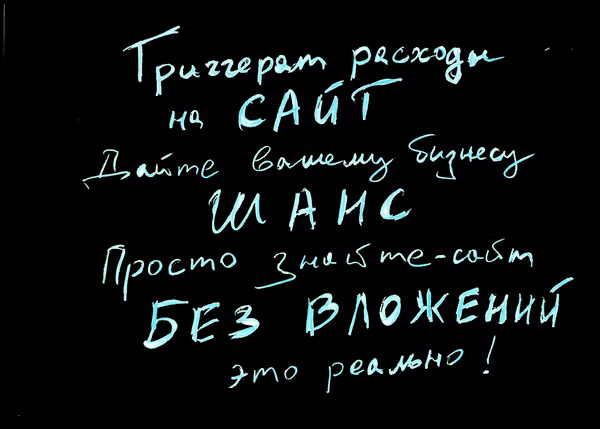 Триггерят расходы
на САЙТ
Дайте вашему бизнесу
ШАНС
Просто знайте-сайт
БЕЗ ВЛОЖЕНИЙ
это реально!